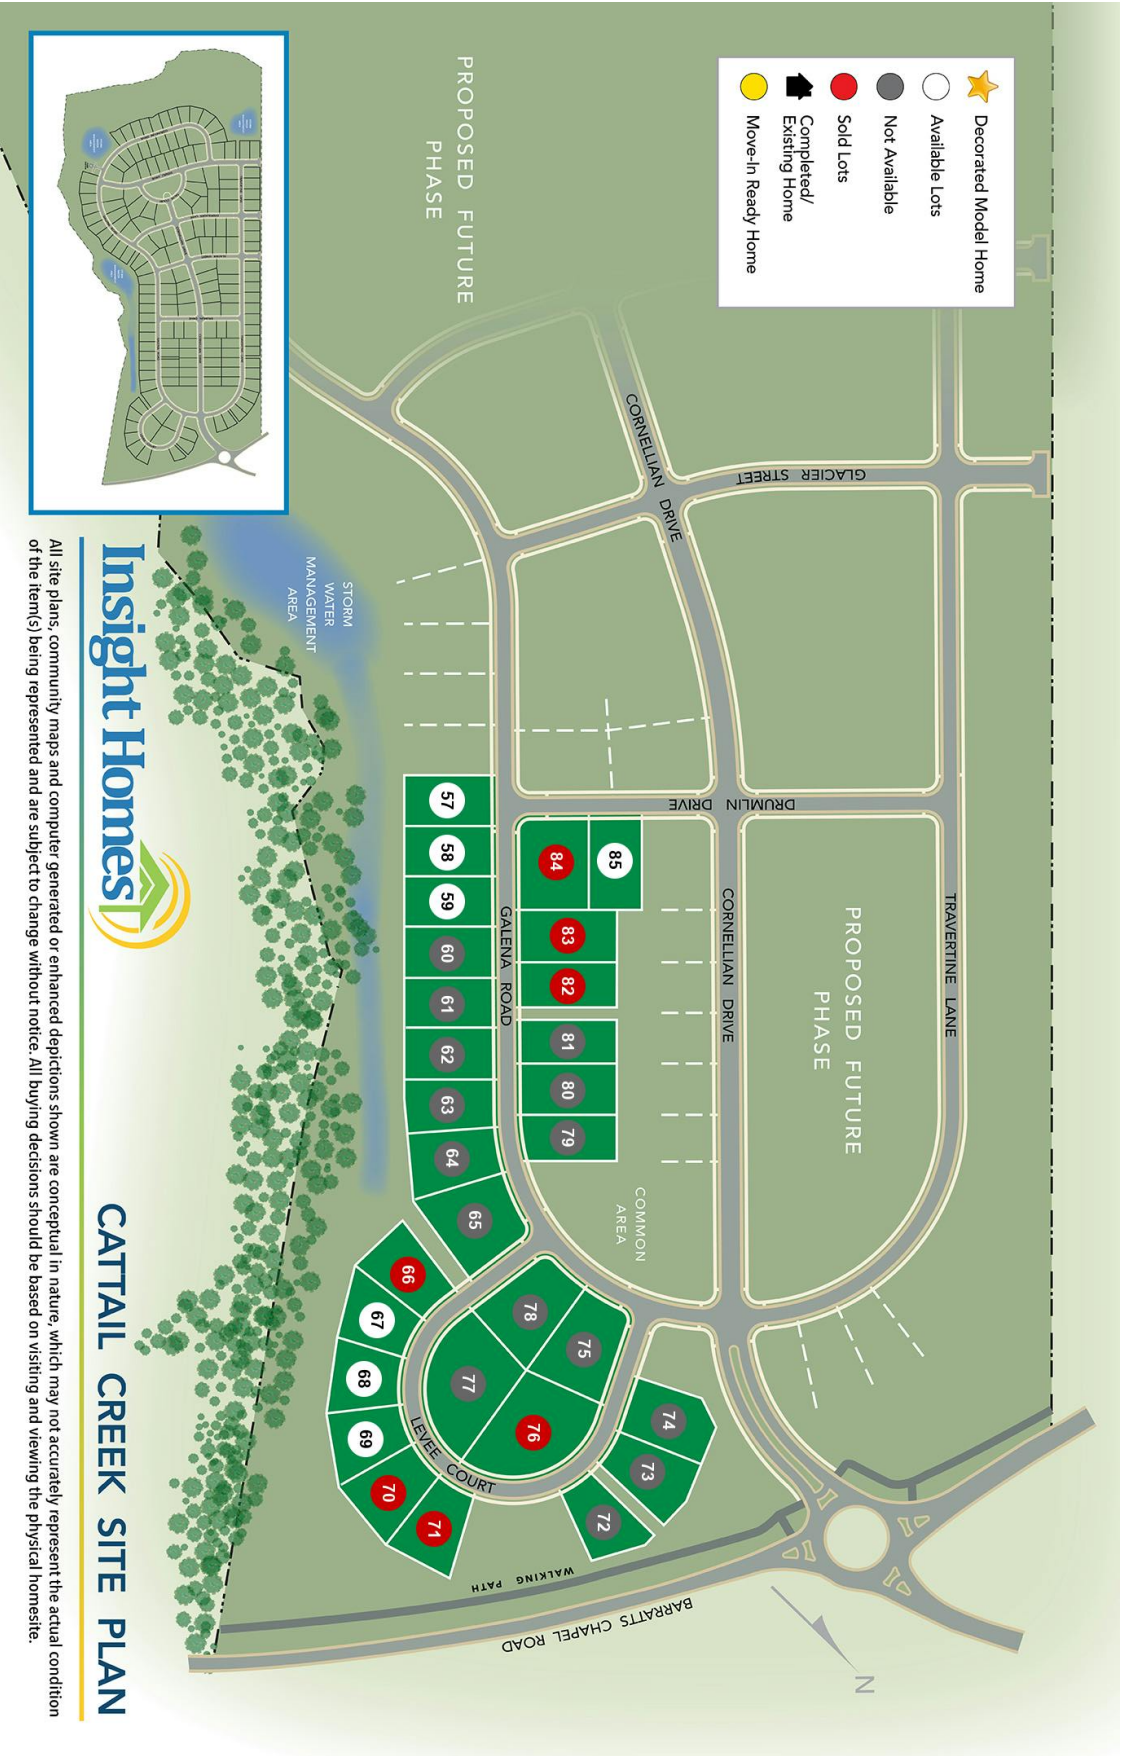 Decorated Model Home
Available Lots
Not Available
Sold Lots
Completed/
Existing Home
Move-In Ready Home
PROPOSED FUTURE
PHASE
TRAVERTINE LANE
GLACIER STREET
CORNELLIAN DRIVE
DRUMLIN DRIVE
PROPOSED FUTURE
PHASE
CORNELLIAN DRIVE
COMMON
AREA
85
84
83
82
81
80
79
GALENA ROAD
57
58
59
60
61
62
63
64
65
66
67
68
69
70
71
72
73
74
75
76
77
78
LEVEE COURT
STORM
WATER
MANAGEMENT
AREA
WALKING PATH
BARRATTS CHAPEL ROAD
N
Insight Homes
CATTAIL CREEK SITE PLAN
All site plans, community maps and computer generated or enhanced depictions shown are conceptual in nature, which may not accurately represent the actual condition
of the item(s) being represented and are subject to change without notice. All buying decisions should be based on visiting and viewing the physical homesite.